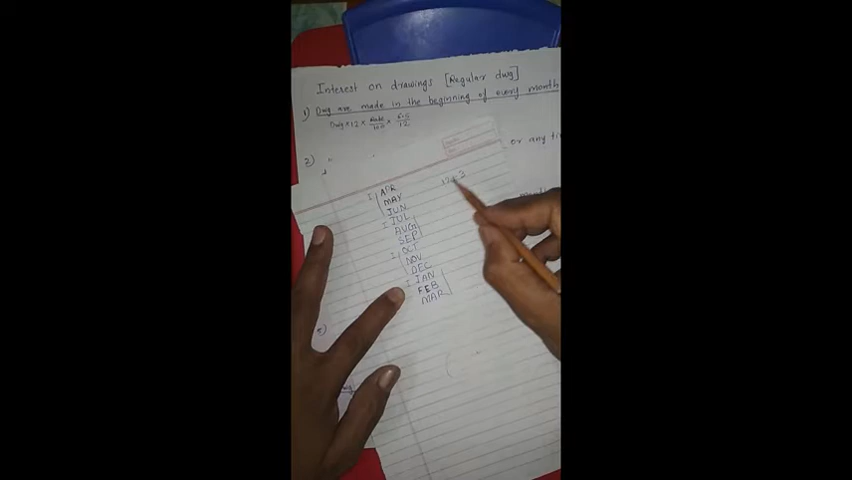 Interest on drawings [Regular dwg]
1) Dwg are made in the beginning of every month
Dwg × 12 × Rate/100 × 6.5/12
2)
or any ti
I APR
MAY
JUN
I JUL
AUG
SEP
I OCT
NOV
DEC
I JAN
FEB
MAR
12 ÷ 3